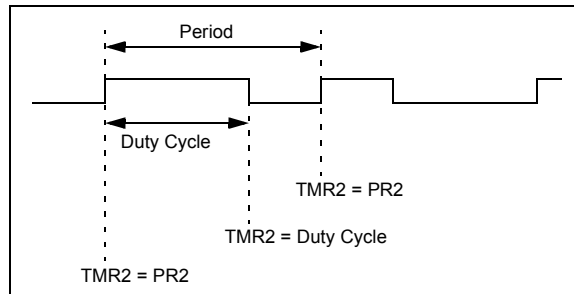 Period
Duty Cycle
TMR2 = PR2
TMR2 = Duty Cycle
TMR2 = PR2